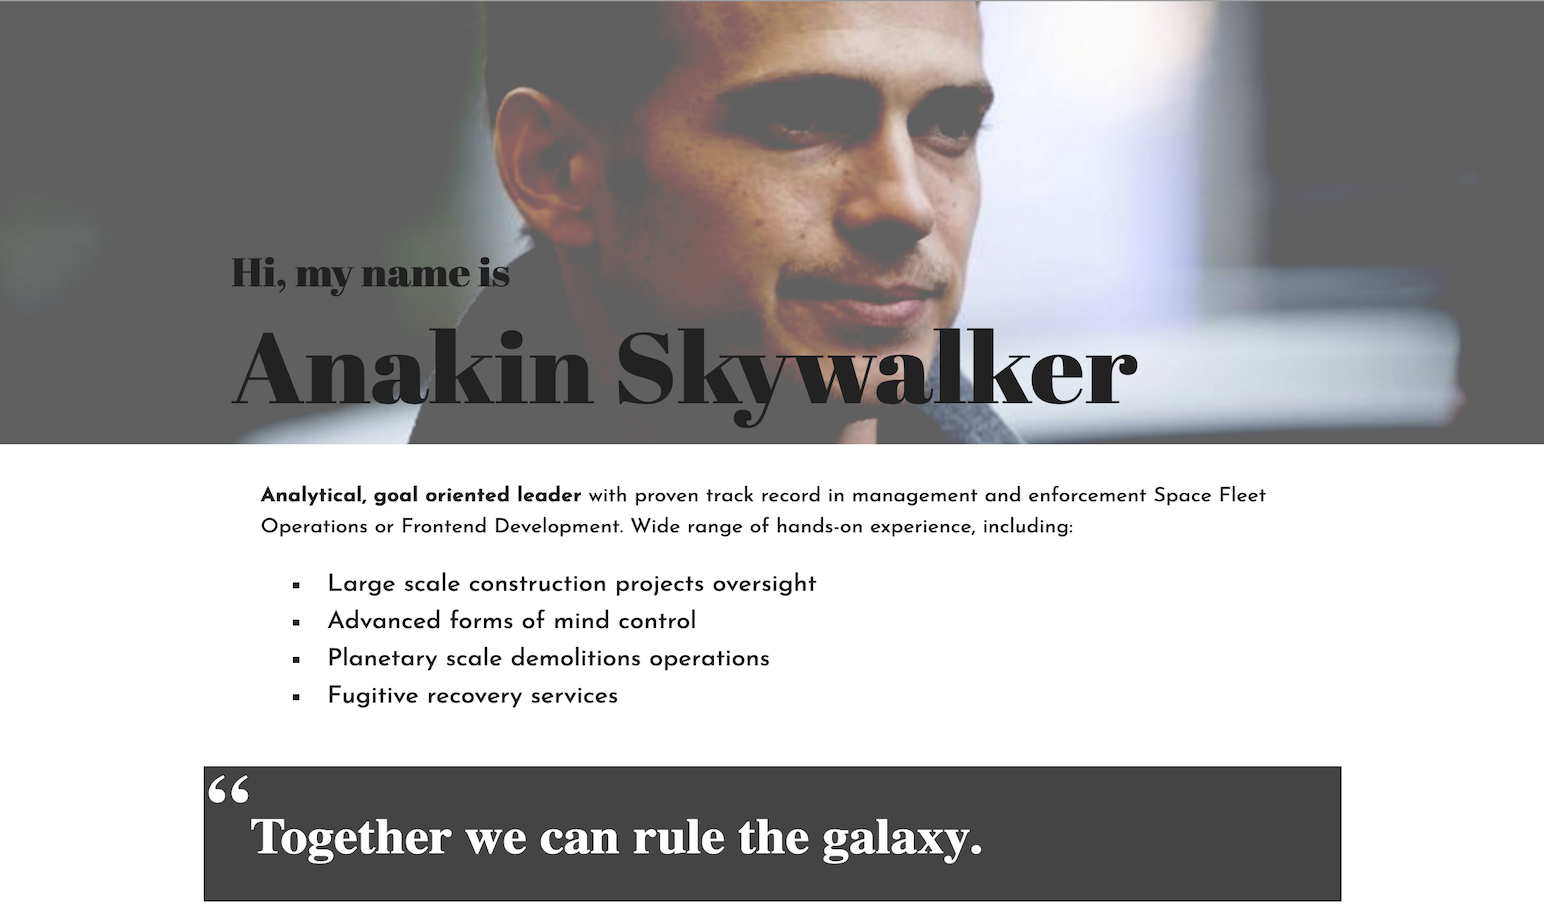 Hi, my name is
Anakin Skywalker
Analytical, goal oriented leader with proven track record in management and enforcement Space Fleet
Operations or Frontend Development. Wide range of hands-on experience, including:
▪ Large scale construction projects oversight
▪ Advanced forms of mind control
▪ Planetary scale demolitions operations
▪ Fugitive recovery services
“
Together we can rule the galaxy.